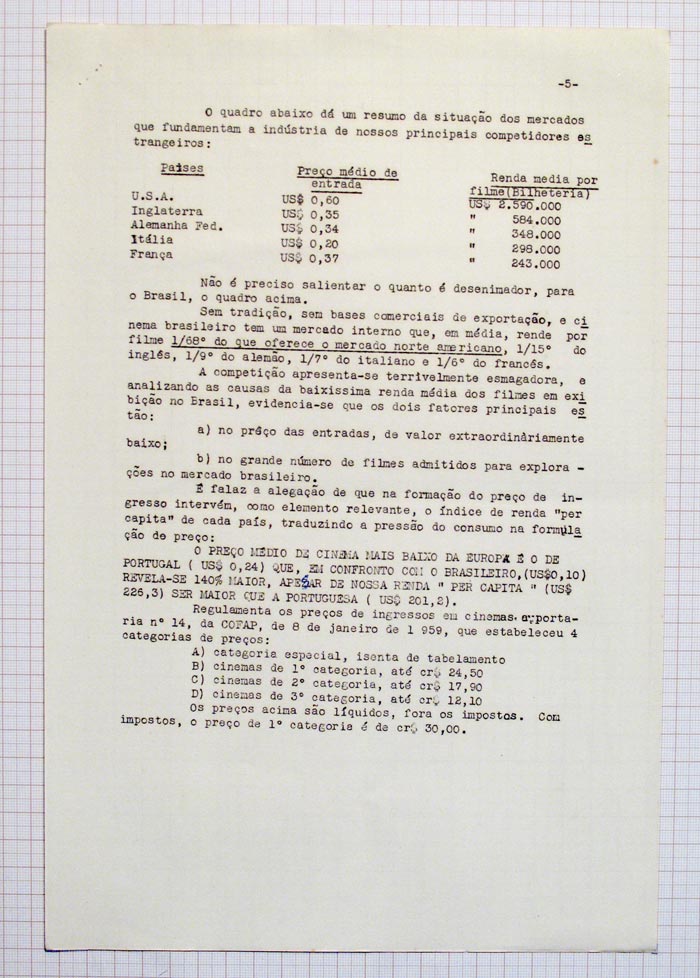 -5-
O quadro abaixo dá um resumo da situação dos mercados
que fundamentam a indústria de nossos principais competidores es
trangeiros:
Países Preço médio de Renda media por
entrada filme(Bilheteria)
U.S.A. US$ 0,60 US$ 2.590.000
Inglaterra US$ 0,35 " 584.000
Alemanha Fed. US$ 0,34 " 348.000
Itália US$ 0,20 " 298.000
França US$ 0,37 " 243.000
Não é preciso salientar o quanto é desenimador, para
o Brasil, o quadro acima.
Sem tradição, sem bases comerciais de exportação, e ci
nema brasileiro tem um mercado interno que, em média, rende por
filme 1/68º do que oferece o mercado norte americano, 1/15º do
inglês, 1/9º do alemão, 1/7º do italiano e 1/6º do francês.
A competição apresenta-se terrivelmente esmagadora, e
analizando as causas da baixissima renda média dos filmes em exi
bição no Brasil, evidencia-se que os dois fatores principais es
tão:
a) no prêço das entradas, de valor extraordinàriamente
baixo;
b) no grande número de filmes admitidos para explora -
ções no mercado brasileiro.
É falaz a alegação de que na formação do preço de in-
gresso intervém, como elemento relevante, o índice de renda "per
capita" de cada país, traduzindo a pressão do consumo na formula
ção do preço:
O PREÇO MÉDIO DE CINEMA MAIS BAIXO DA EUROPA É O DE
PORTUGAL ( US$ 0,24) QUE, EM CONFRONTO COM O BRASILEIRO,(US$0,10)
REVELA-SE 140% MAIOR, APESAR DE NOSSA RENDA " PER CAPITA " (US$
226,3) SER MAIOR QUE A PORTUGUÊSA ( US$ 201,2).
Regulamenta os preços de ingressos em cinemas. a porta-
ria nº 14, da COFAP, de 8 de janeiro de 1 959, que estabeleceu 4
categorias de preços:
A) categoria especial, isenta de tabelamento
B) cinemas de 1º categoria, até cr$ 24,50
C) cinemas de 2º categoria, até cr$ 17,90
D) cinemas de 3º categoria, até cr$ 12,10
Os preços acima são líquidos, fora os impostos. Com
impostos, o preço de 1º categoria é de cr$ 30,00.